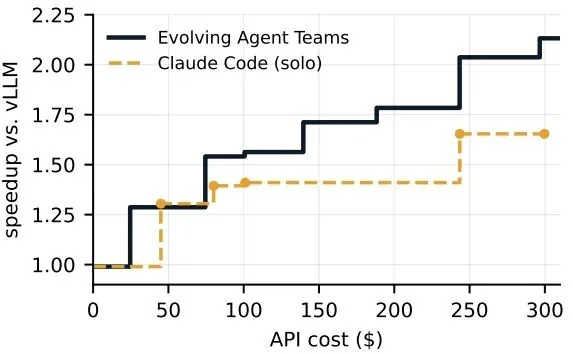 2.25
2.00
1.75
1.50
1.25
1.00
speedup vs. vLLM
Evolving Agent Teams
Claude Code (solo)
0 50 100 150 200 250 300
API cost ($)